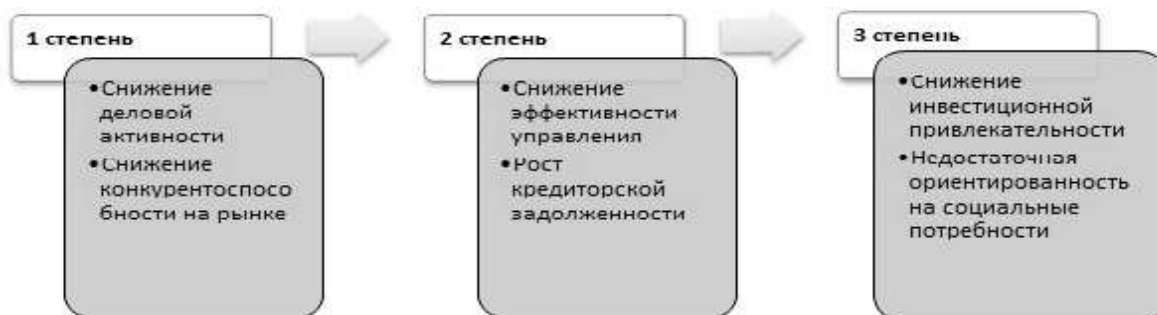 1 степень
•Снижение
деловой
активности
•Снижение
конкурентоспосо
бности на рынке
2 степень
•Снижение
эффективности
управления
•Рост
кредиторской
задолженности
3 степень
•Снижение
инвестиционной
привлекательности
•Недостаточная
ориентированность
на социальные
потребности